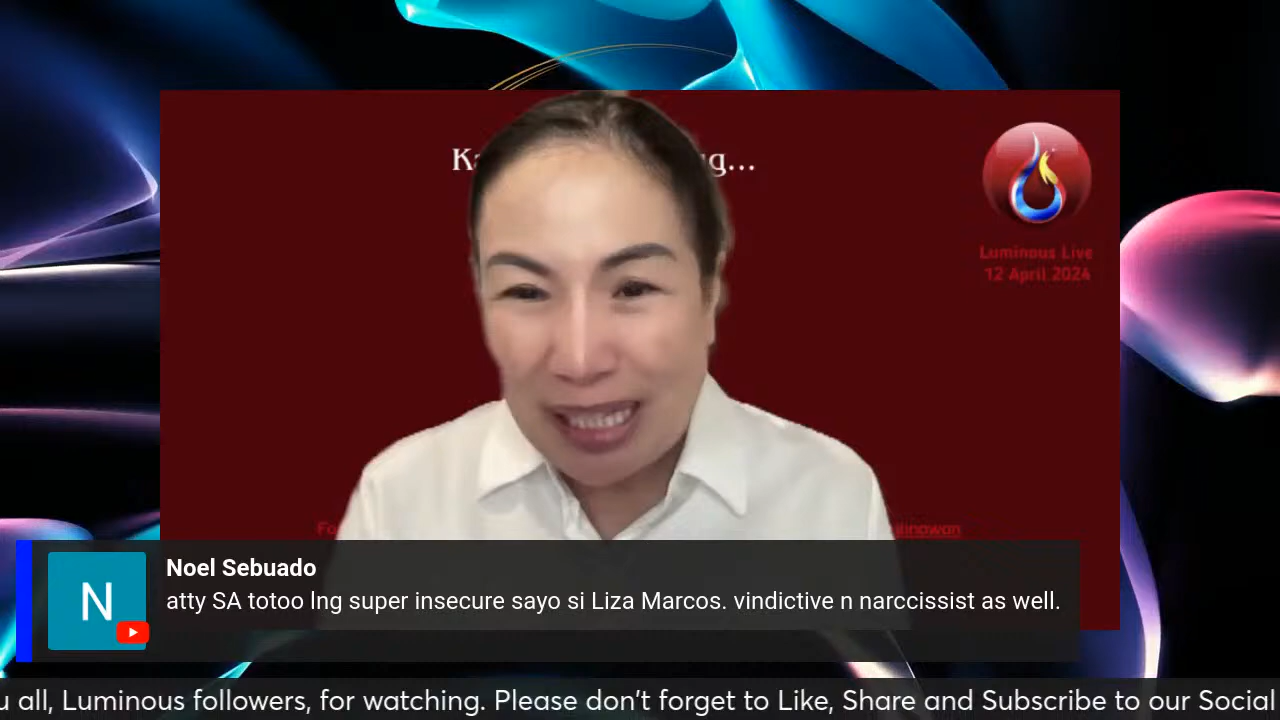 Luminous Live
12 April 2024
Noel Sebuado
N
atty SA totoo lng super insecure sayo si Liza Marcos. vindictive n narccissist as well.
all, Luminous followers, for watching. Please don't forget to Like, Share and Subscribe to our Social